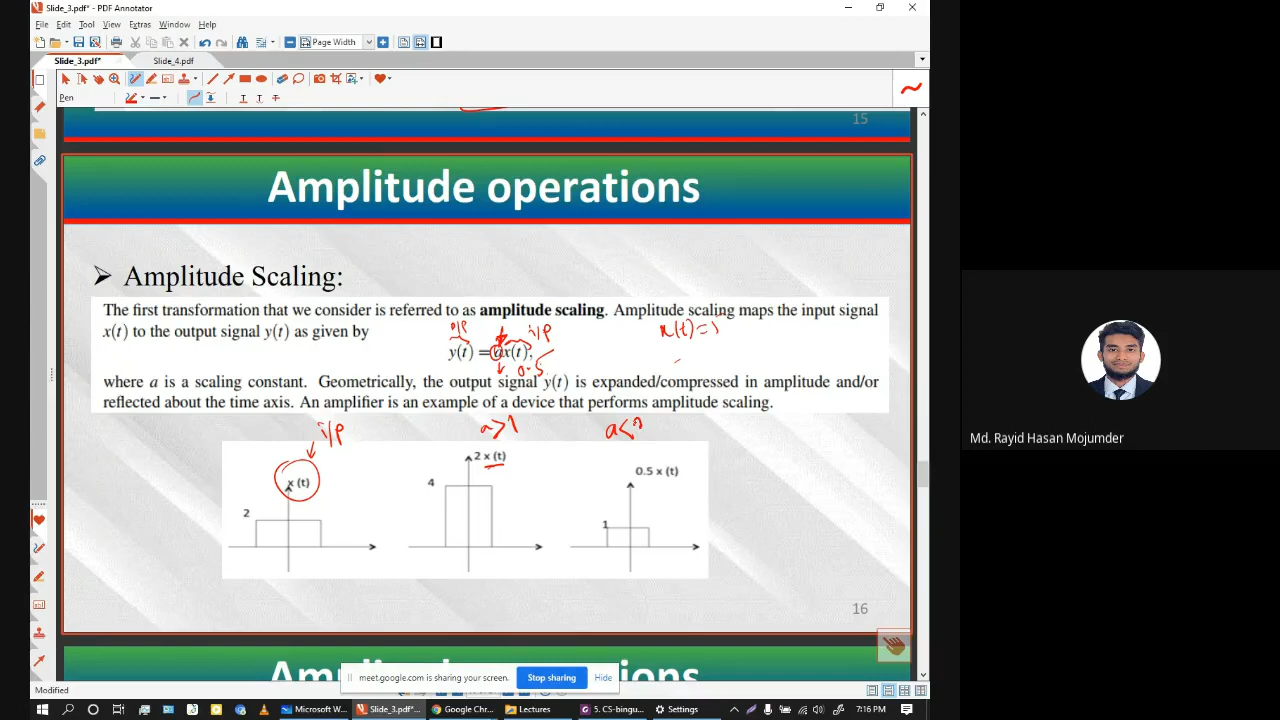 Slide_3.pdf* - PDF Annotator
File Edit Tool View Extras Window Help
Page Width
Slide_3.pdf* Slide_4.pdf
Pen
15
Amplitude operations
➢ Amplitude Scaling:
The first transformation that we consider is referred to as amplitude scaling. Amplitude scaling maps the input signal
x(t) to the output signal y(t) as given by
o/p i/p x(t)=
y(t) = ax(t),
0.5
where a is a scaling constant. Geometrically, the output signal y(t) is expanded/compressed in amplitude and/or
reflected about the time axis. An amplifier is an example of a device that performs amplitude scaling.
i/p a>1 a<
x (t) 2 x (t) 0.5 x (t)
2 4 1
16
Md. Rayid Hasan Mojumder
meet.google.com is sharing your screen. Stop sharing Hide
Modified
Microsoft W... Slide_3.pdf*... Google Chr... Lectures 5. CS-bingu... Settings 7:16 PM